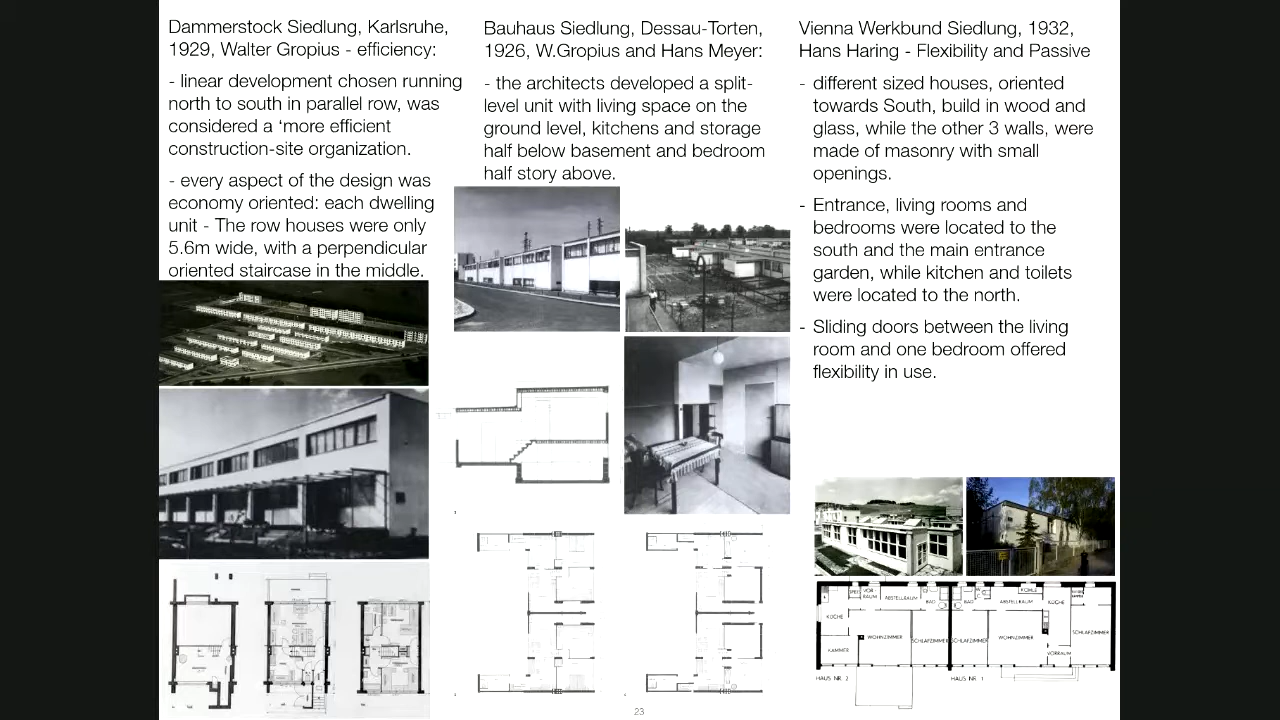 Dammerstock Siedlung, Karlsruhe,
1929, Walter Gropius - efficiency:
- linear development chosen running
north to south in parallel row, was
considered a ‘more efficient
construction-site organization.
- every aspect of the design was
economy oriented: each dwelling
unit - The row houses were only
5.6m wide, with a perpendicular
oriented staircase in the middle.
Bauhaus Siedlung, Dessau-Torten,
1926, W.Gropius and Hans Meyer:
- the architects developed a split-
level unit with living space on the
ground level, kitchens and storage
half below basement and bedroom
half story above.
Vienna Werkbund Siedlung, 1932,
Hans Haring - Flexibility and Passive
- different sized houses, oriented
towards South, build in wood and
glass, while the other 3 walls, were
made of masonry with small
openings.
- Entrance, living rooms and
bedrooms were located to the
south and the main entrance
garden, while kitchen and toilets
were located to the north.
- Sliding doors between the living
room and one bedroom offered
flexibility in use.
VOR-
RAUM
ABSTELLRAUM
BAD
BAD
ABSTELLRAUM
KOHLE
KÜCHE
KÜCHE
WOHNZIMMER
SCHLAFZIMMER
SCHLAFZIMMER
WOHNZIMMER
SCHLAFZIMMER
KAMMER
VORRAUM
HAUS NR. 2
HAUS NR. 1
23